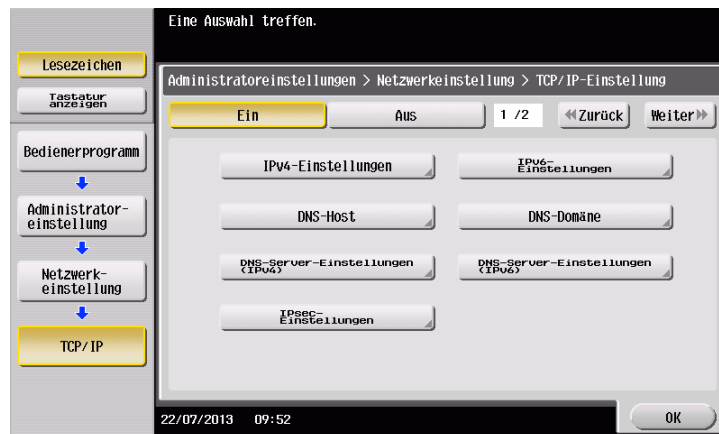 Eine Auswahl treffen.
Lesezeichen
Tastatur
anzeigen
Bedienerprogramm
Administrator-
einstellung
Netzwerk-
einstellung
TCP/IP
Administratoreinstellungen > Netzwerkeinstellung > TCP/IP-Einstellung
Ein
Aus
1 /2
Zurück
Weiter
IPv4-Einstellungen
IPv6-
Einstellungen
DNS-Host
DNS-Domäne
DNS-Server-Einstellungen
(IPv4)
DNS-Server-Einstellungen
(IPv6)
IPsec-
Einstellungen
22/07/2013 09:52
OK